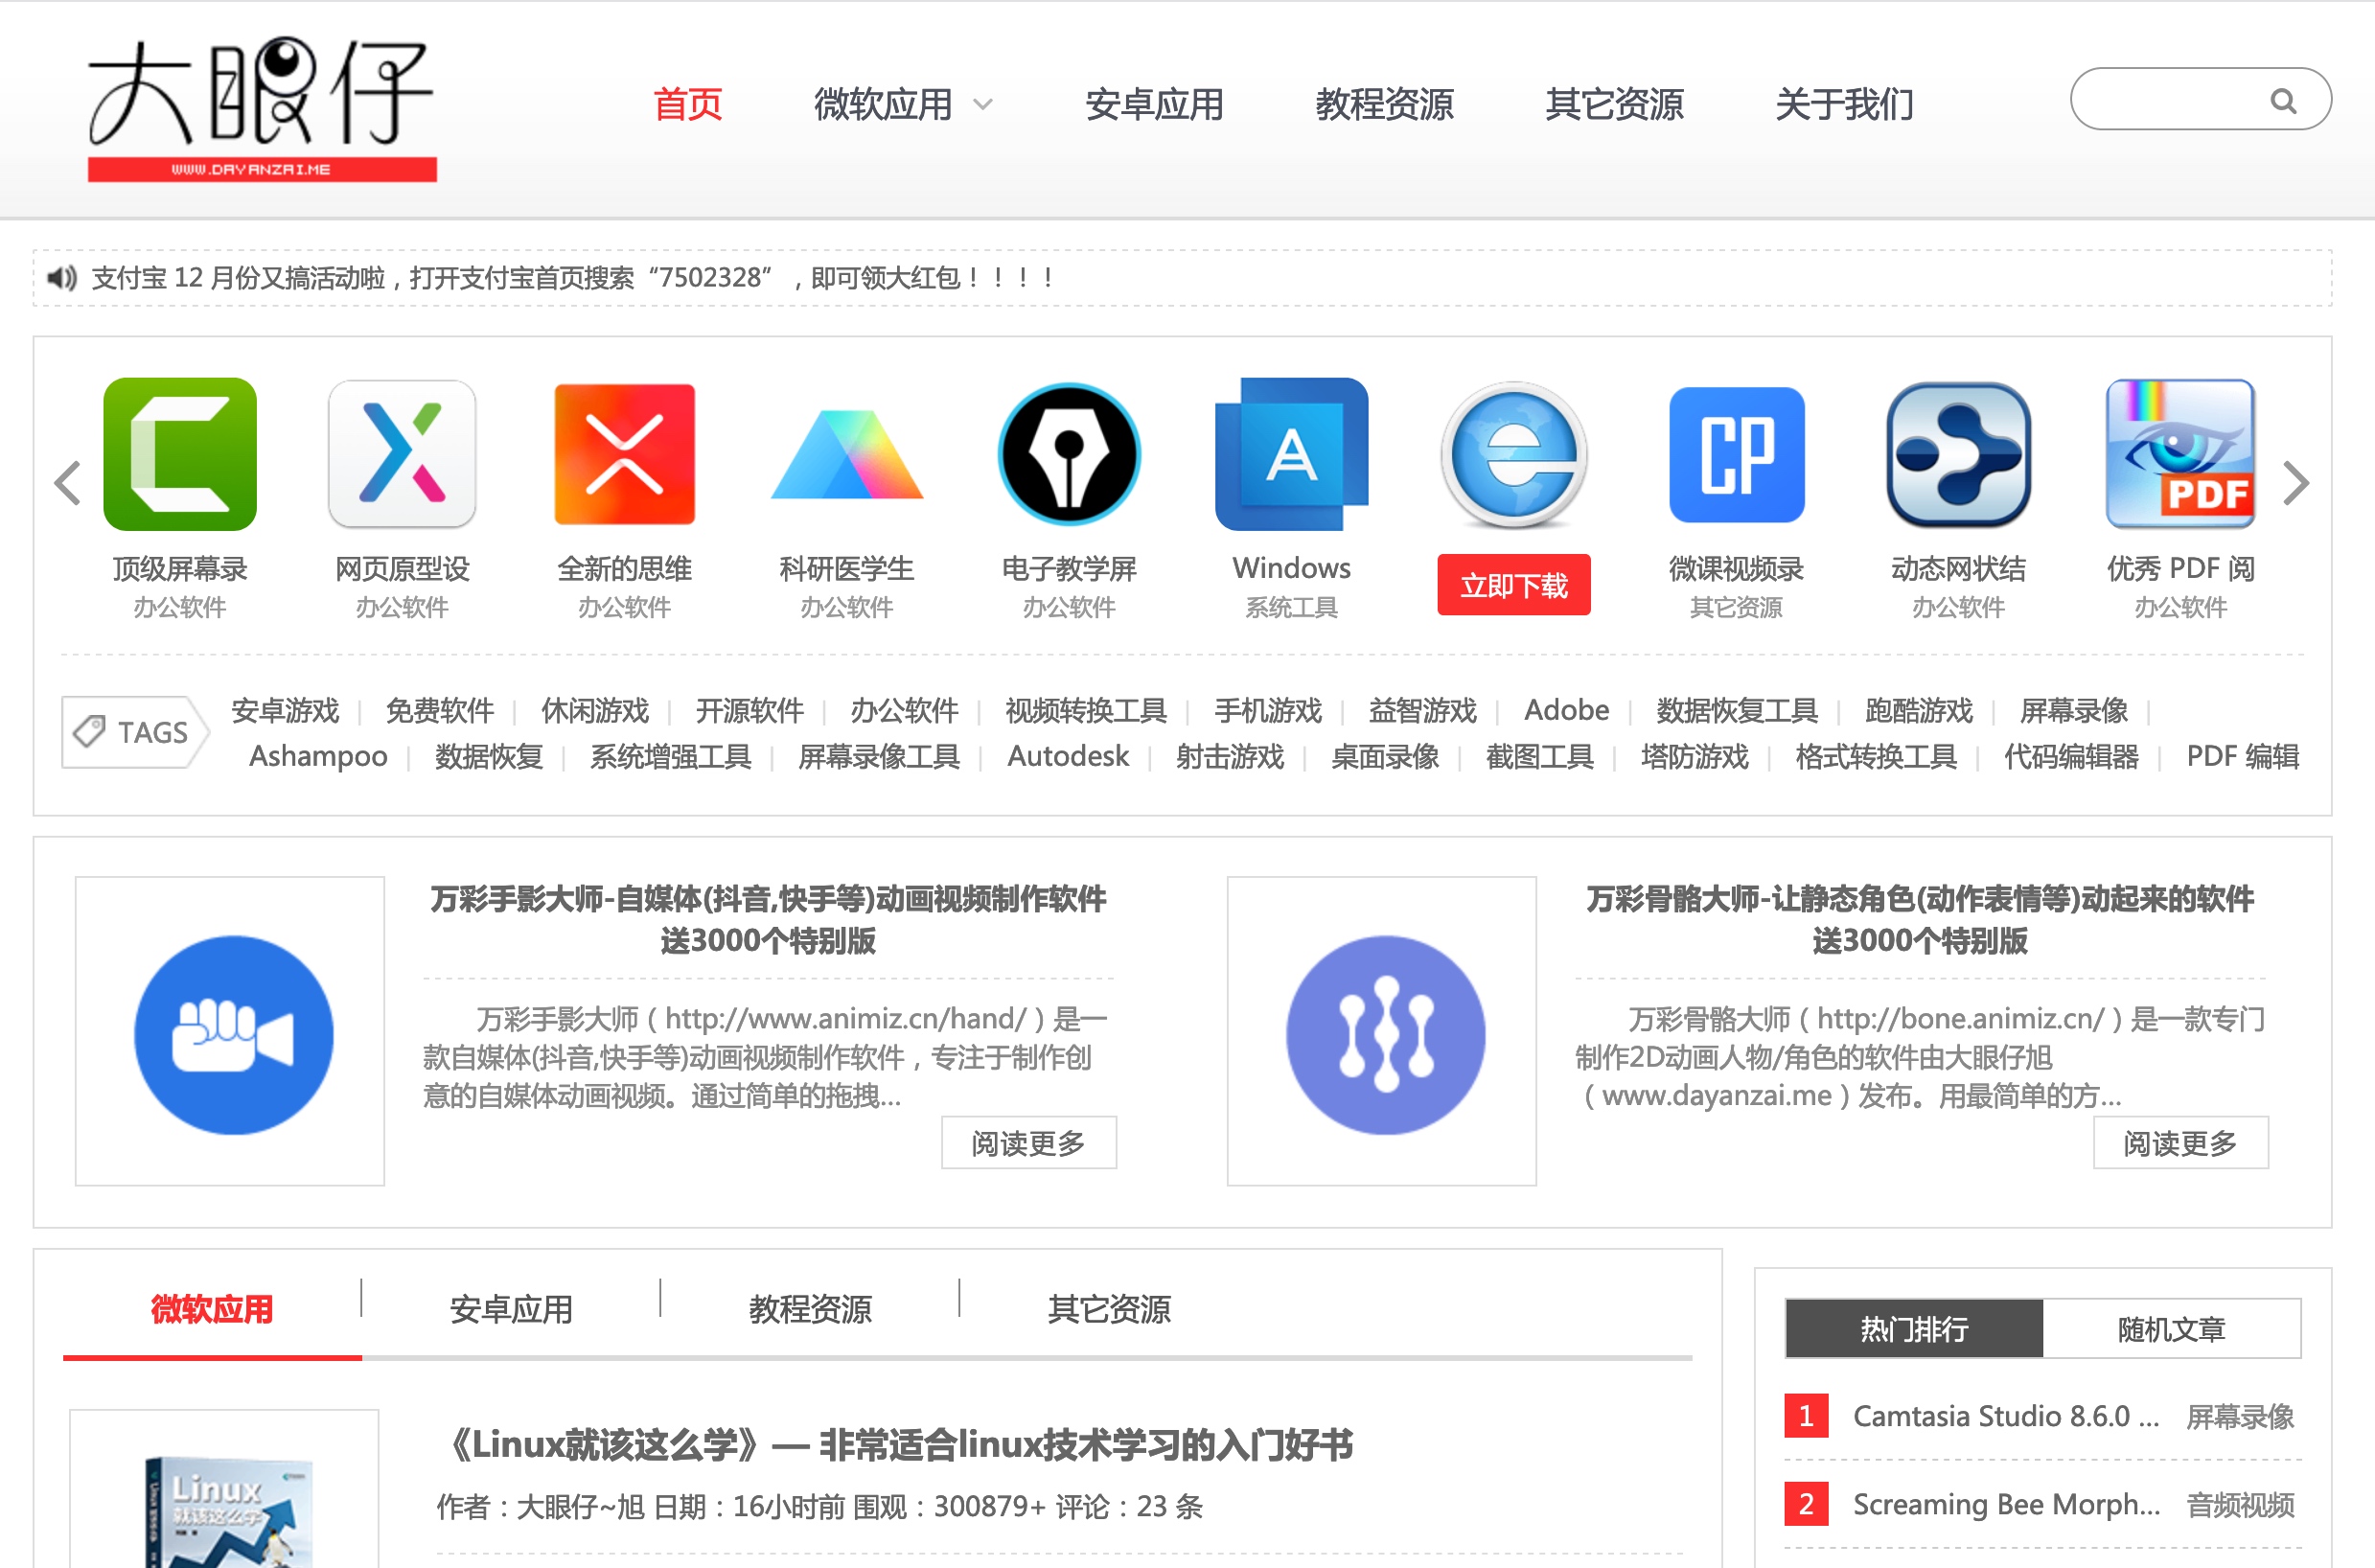 大眼仔
WWW.DAYANZAI.ME
首页 微软应用 安卓应用 教程资源 其它资源 关于我们
支付宝 12 月份又搞活动啦，打开支付宝首页搜索“7502328”，即可领大红包！！！！
CP
A
PDF
顶级屏幕录 网页原型设 全新的思维 科研医学生 电子教学屏 Windows 立即下载 微课视频录 动态网状结 优秀 PDF 阅
办公软件 办公软件 办公软件 办公软件 办公软件 系统工具 其它资源 办公软件 办公软件
TAGS
安卓游戏 | 免费软件 | 休闲游戏 | 开源软件 | 办公软件 | 视频转换工具 | 手机游戏 | 益智游戏 | Adobe | 数据恢复工具 | 跑酷游戏 | 屏幕录像 |
Ashampoo | 数据恢复 | 系统增强工具 | 屏幕录像工具 | Autodesk | 射击游戏 | 桌面录像 | 截图工具 | 塔防游戏 | 格式转换工具 | 代码编辑器 | PDF 编辑
万彩手影大师-自媒体(抖音,快手等)动画视频制作软件
送3000个特别版
万彩手影大师（http://www.animiz.cn/hand/）是一
款自媒体(抖音,快手等)动画视频制作软件，专注于制作创
意的自媒体动画视频。通过简单的拖拽...
阅读更多
万彩骨骼大师-让静态角色(动作表情等)动起来的软件
送3000个特别版
万彩骨骼大师（http://bone.animiz.cn/）是一款专门
制作2D动画人物/角色的软件由大眼仔旭
（www.dayanzai.me）发布。用最简单的方...
阅读更多
微软应用 安卓应用 教程资源 其它资源
《Linux就该这么学》— 非常适合linux技术学习的入门好书
作者：大眼仔~旭 日期：16小时前 围观：300879+ 评论：23 条
Linux
就该这么学
热门排行 随机文章
1 Camtasia Studio 8.6.0 ... 屏幕录像
2 Screaming Bee Morph... 音频视频